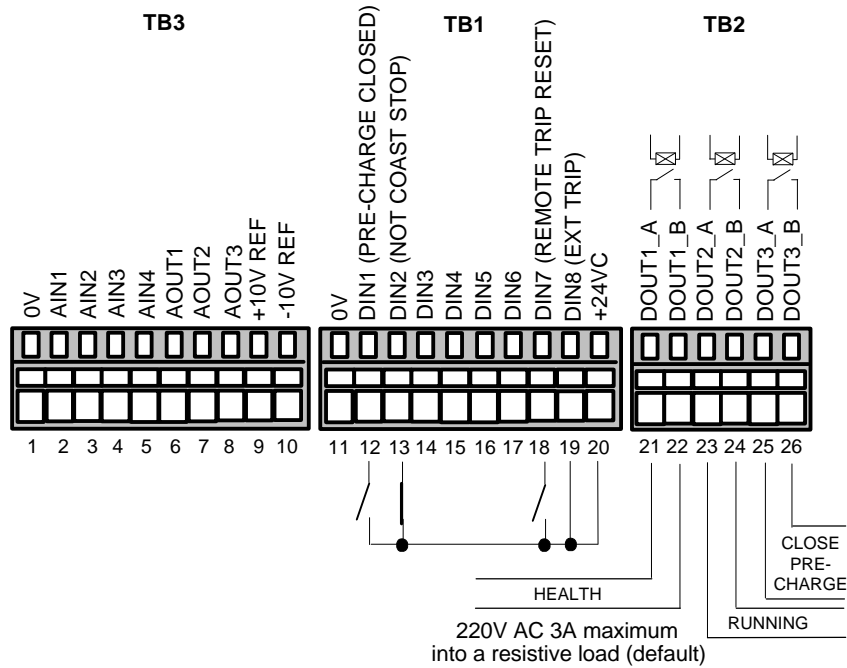 TB3
TB1
TB2
0V
AIN1
AIN2
AIN3
AIN4
AOUT1
AOUT2
AOUT3
+10V REF
-10V REF
0V
DIN1 (PRE-CHARGE CLOSED)
DIN2 (NOT COAST STOP)
DIN3
DIN4
DIN5
DIN6
DIN7 (REMOTE TRIP RESET)
DIN8 (EXT TRIP)
+24VC
DOUT1_A
DOUT1_B
DOUT2_A
DOUT2_B
DOUT3_A
DOUT3_B
1 2 3 4 5 6 7 8 9 10
11 12 13 14 15 16 17 18 19 20
21 22 23 24 25 26
CLOSE
PRE-
CHARGE
HEALTH
RUNNING
220V AC 3A maximum
into a resistive load (default)